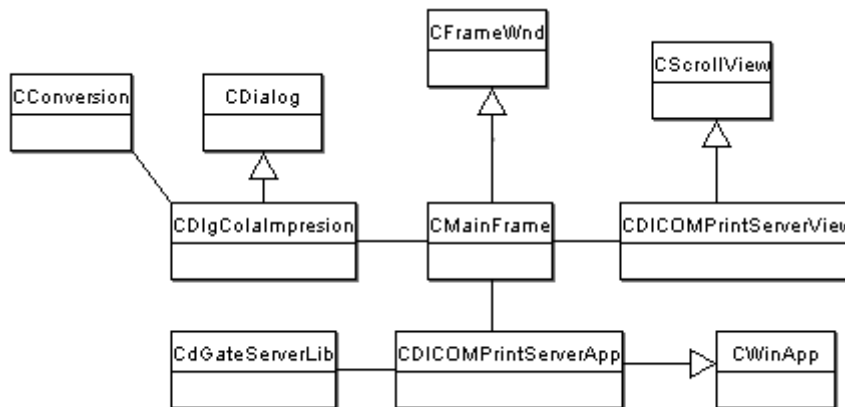 CFrameWnd
CScrollView
CConversion
CDialog
CDlgColaImpresion
CMainFrame
CDICOMPrintServerView
CdGateServerLib
CDICOMPrintServerApp
CWinApp